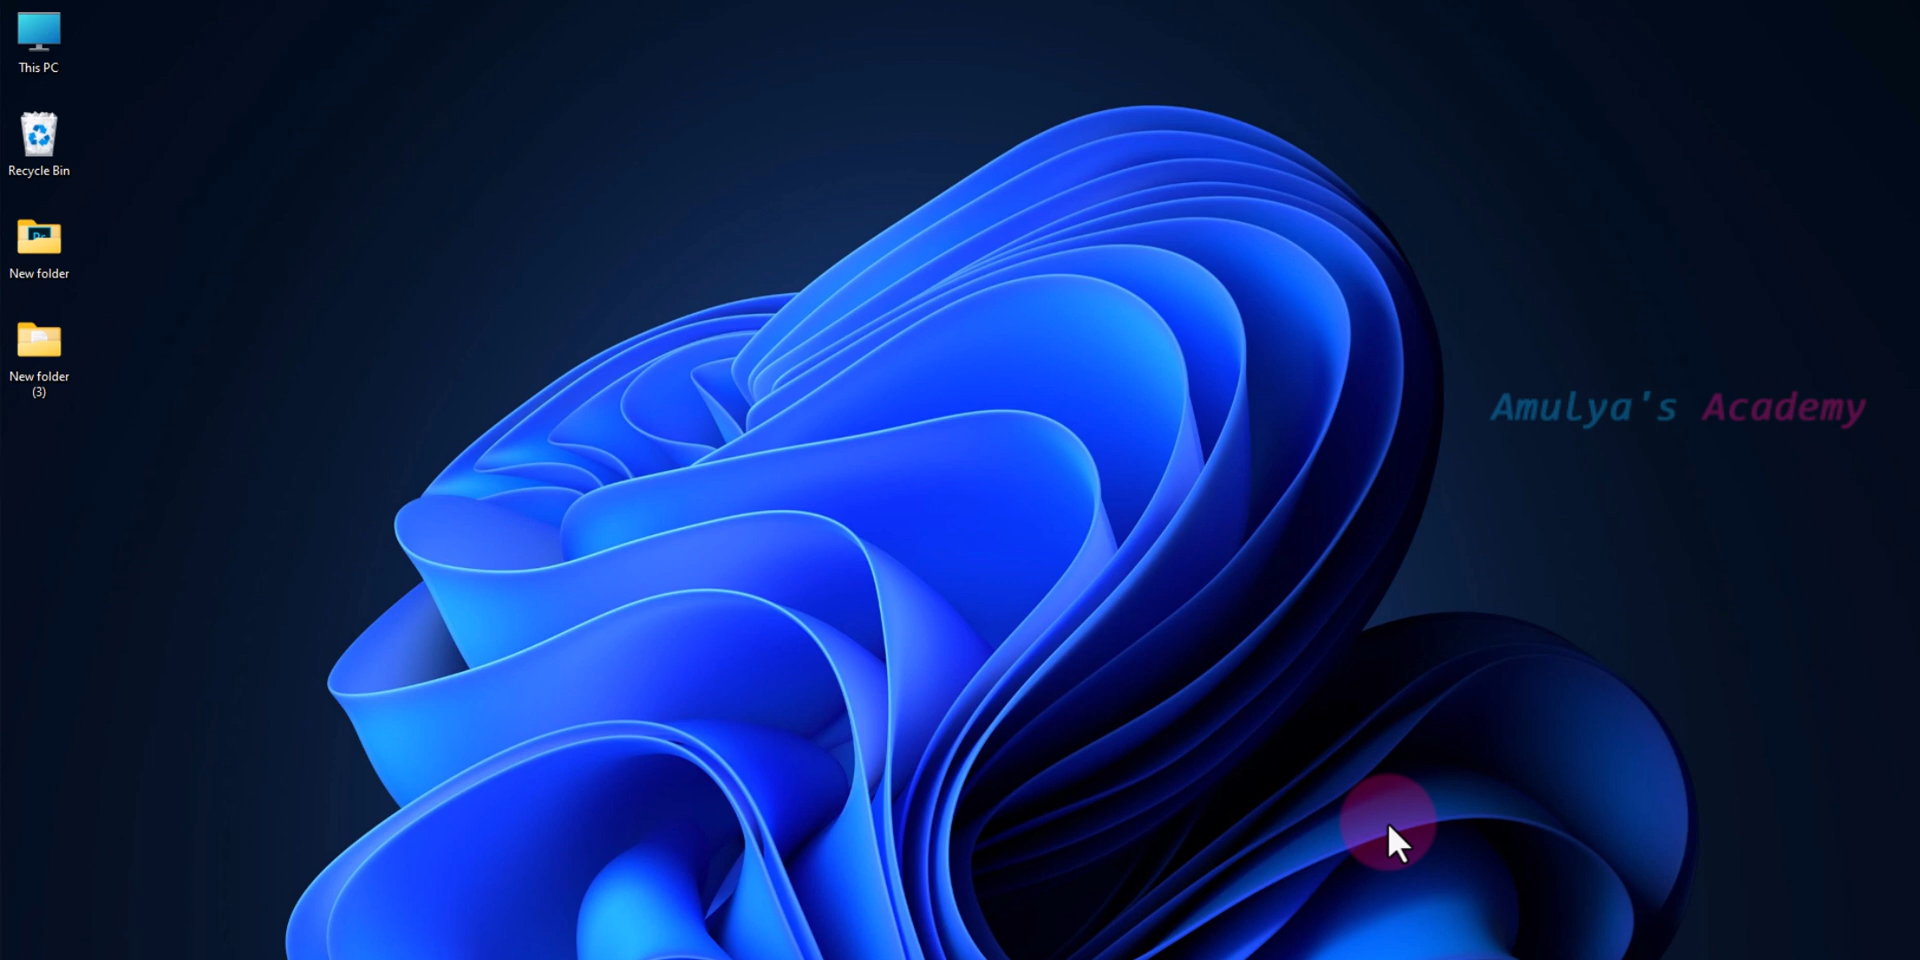 This PC
Recycle Bin
New folder
New folder
(3)
Amulya's Academy